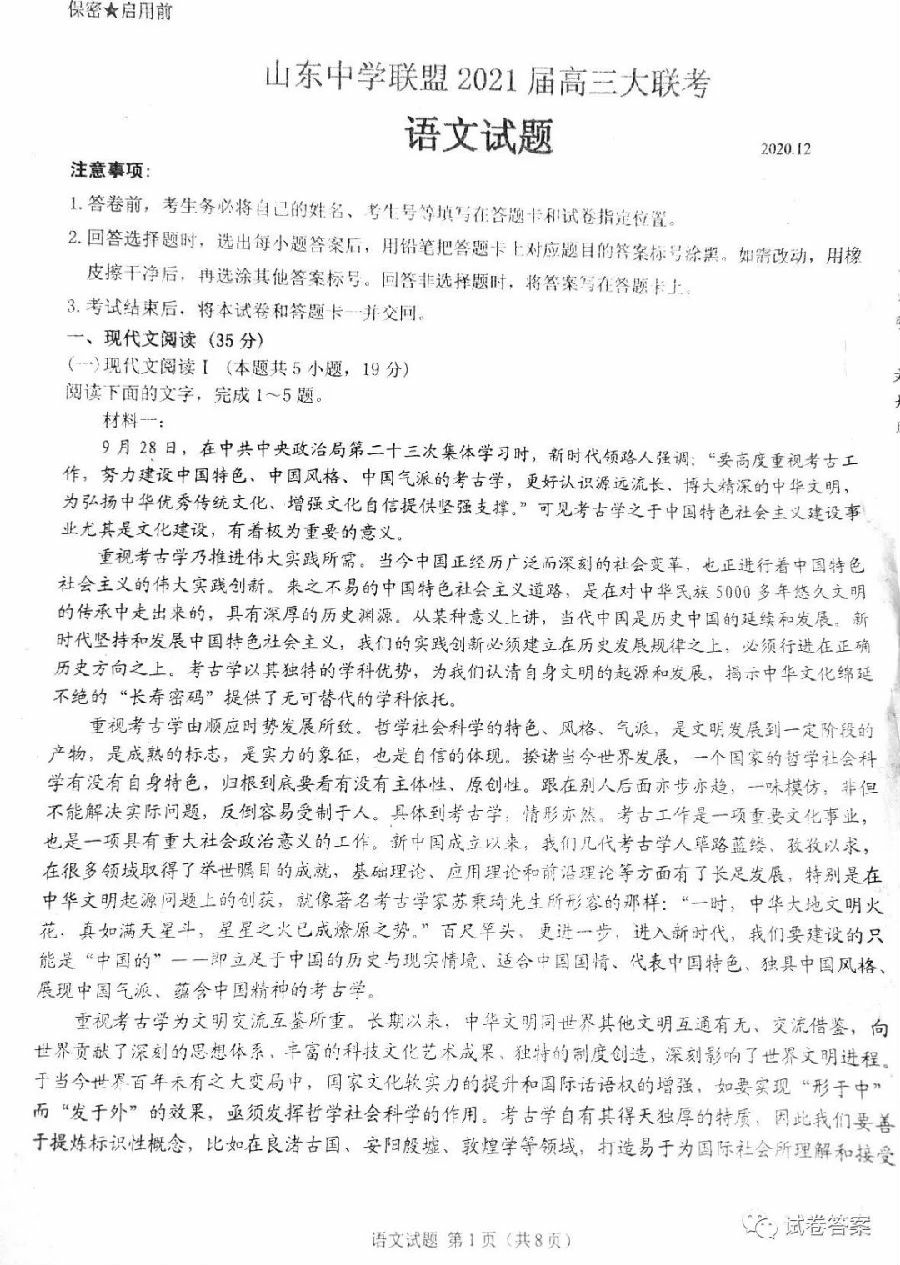 保密★启用前
山东中学联盟 2021 届高三大联考
语文试题
2020.12
注意事项：
1. 答卷前，考生务必将自己的姓名、考生号等填写在答题卡和试卷指定位置。
2. 回答选择题时，选出每小题答案后，用铅笔把答题卡上对应题目的答案标号涂黑。如需改动，用橡
皮擦干净后，再选涂其他答案标号。回答非选择题时，将答案写在答题卡上。
3. 考试结束后，将本试卷和答题卡一并交回。
一、现代文阅读（35 分）
(一)现代文阅读Ⅰ（本题共 5 小题，19 分）
阅读下面的文字，完成 1～5 题。
材料一：
9 月 28 日，在中共中央政治局第二十三次集体学习时，新时代领路人强调：“要高度重视考古工
作，努力建设中国特色、中国风格、中国气派的考古学，更好认识源远流长、博大精深的中华文明，
为弘扬中华优秀传统文化、增强文化自信提供坚强支撑。”可见考古学之于中国特色社会主义建设事
业尤其是文化建设，有着极为重要的意义。
重视考古学乃推进伟大实践所需。当今中国正经历广泛而深刻的社会变革，也正进行着中国特色
社会主义的伟大实践创新。来之不易的中国特色社会主义道路，是在对中华民族 5000 多年悠久文明
的传承中走出来的，具有深厚的历史渊源。从某种意义上讲，当代中国是历史中国的延续和发展。新
时代坚持和发展中国特色社会主义，我们的实践创新必须建立在历史发展规律之上，必须行进在正确
历史方向之上。考古学以其独特的学科优势，为我们认清自身文明的起源和发展，揭示中华文化绵延
不绝的“长寿密码”提供了无可替代的学科依托。
重视考古学由顺应时势发展所致。哲学社会科学的特色、风格、气派，是文明发展到一定阶段的
产物，是成熟的标志，是实力的象征，也是自信的体现。揆诸当今世界发展，一个国家的哲学社会科
学有没有自身特色，归根到底要看有没有主体性、原创性。跟在别人后面亦步亦趋，一味模仿，非但
不能解决实际问题，反倒容易受制于人。具体到考古学，情形亦然。考古工作是一项重要文化事业，
也是一项具有重大社会政治意义的工作。新中国成立以来，我们几代考古学人筚路蓝缕、孜孜以求，
在很多领域取得了举世瞩目的成就，基础理论、应用理论和前沿理论等方面有了长足发展，特别是在
中华文明起源问题上的创获，就像著名考古学家苏秉琦先生所形容的那样：“一时，中华大地文明火
花，真如满天星斗，星星之火已成燎原之势。”百尺竿头，更进一步，进入新时代，我们要建设的只
能是“中国的”——即立足于中国的历史与现实情境、适合中国国情、代表中国特色、独具中国风格、
展现中国气派、蕴含中国精神的考古学。
重视考古学为文明交流互鉴所重。长期以来，中华文明同世界其他文明互通有无、交流借鉴，向
世界贡献了深刻的思想体系、丰富的科技文化艺术成果、独特的制度创造，深刻影响了世界文明进程。
于当今世界百年未有之大变局中，国家文化软实力的提升和国际话语权的增强，如要实现“形于中”
而“发于外”的效果，亟须发挥哲学社会科学的作用。考古学自有其得天独厚的特质，因此我们要善
于提炼标识性概念，比如在良渚古国、安阳殷墟、敦煌学等领域，打造易于为国际社会所理解和接受
语文试题 第 1 页（共 8 页）
试卷答案